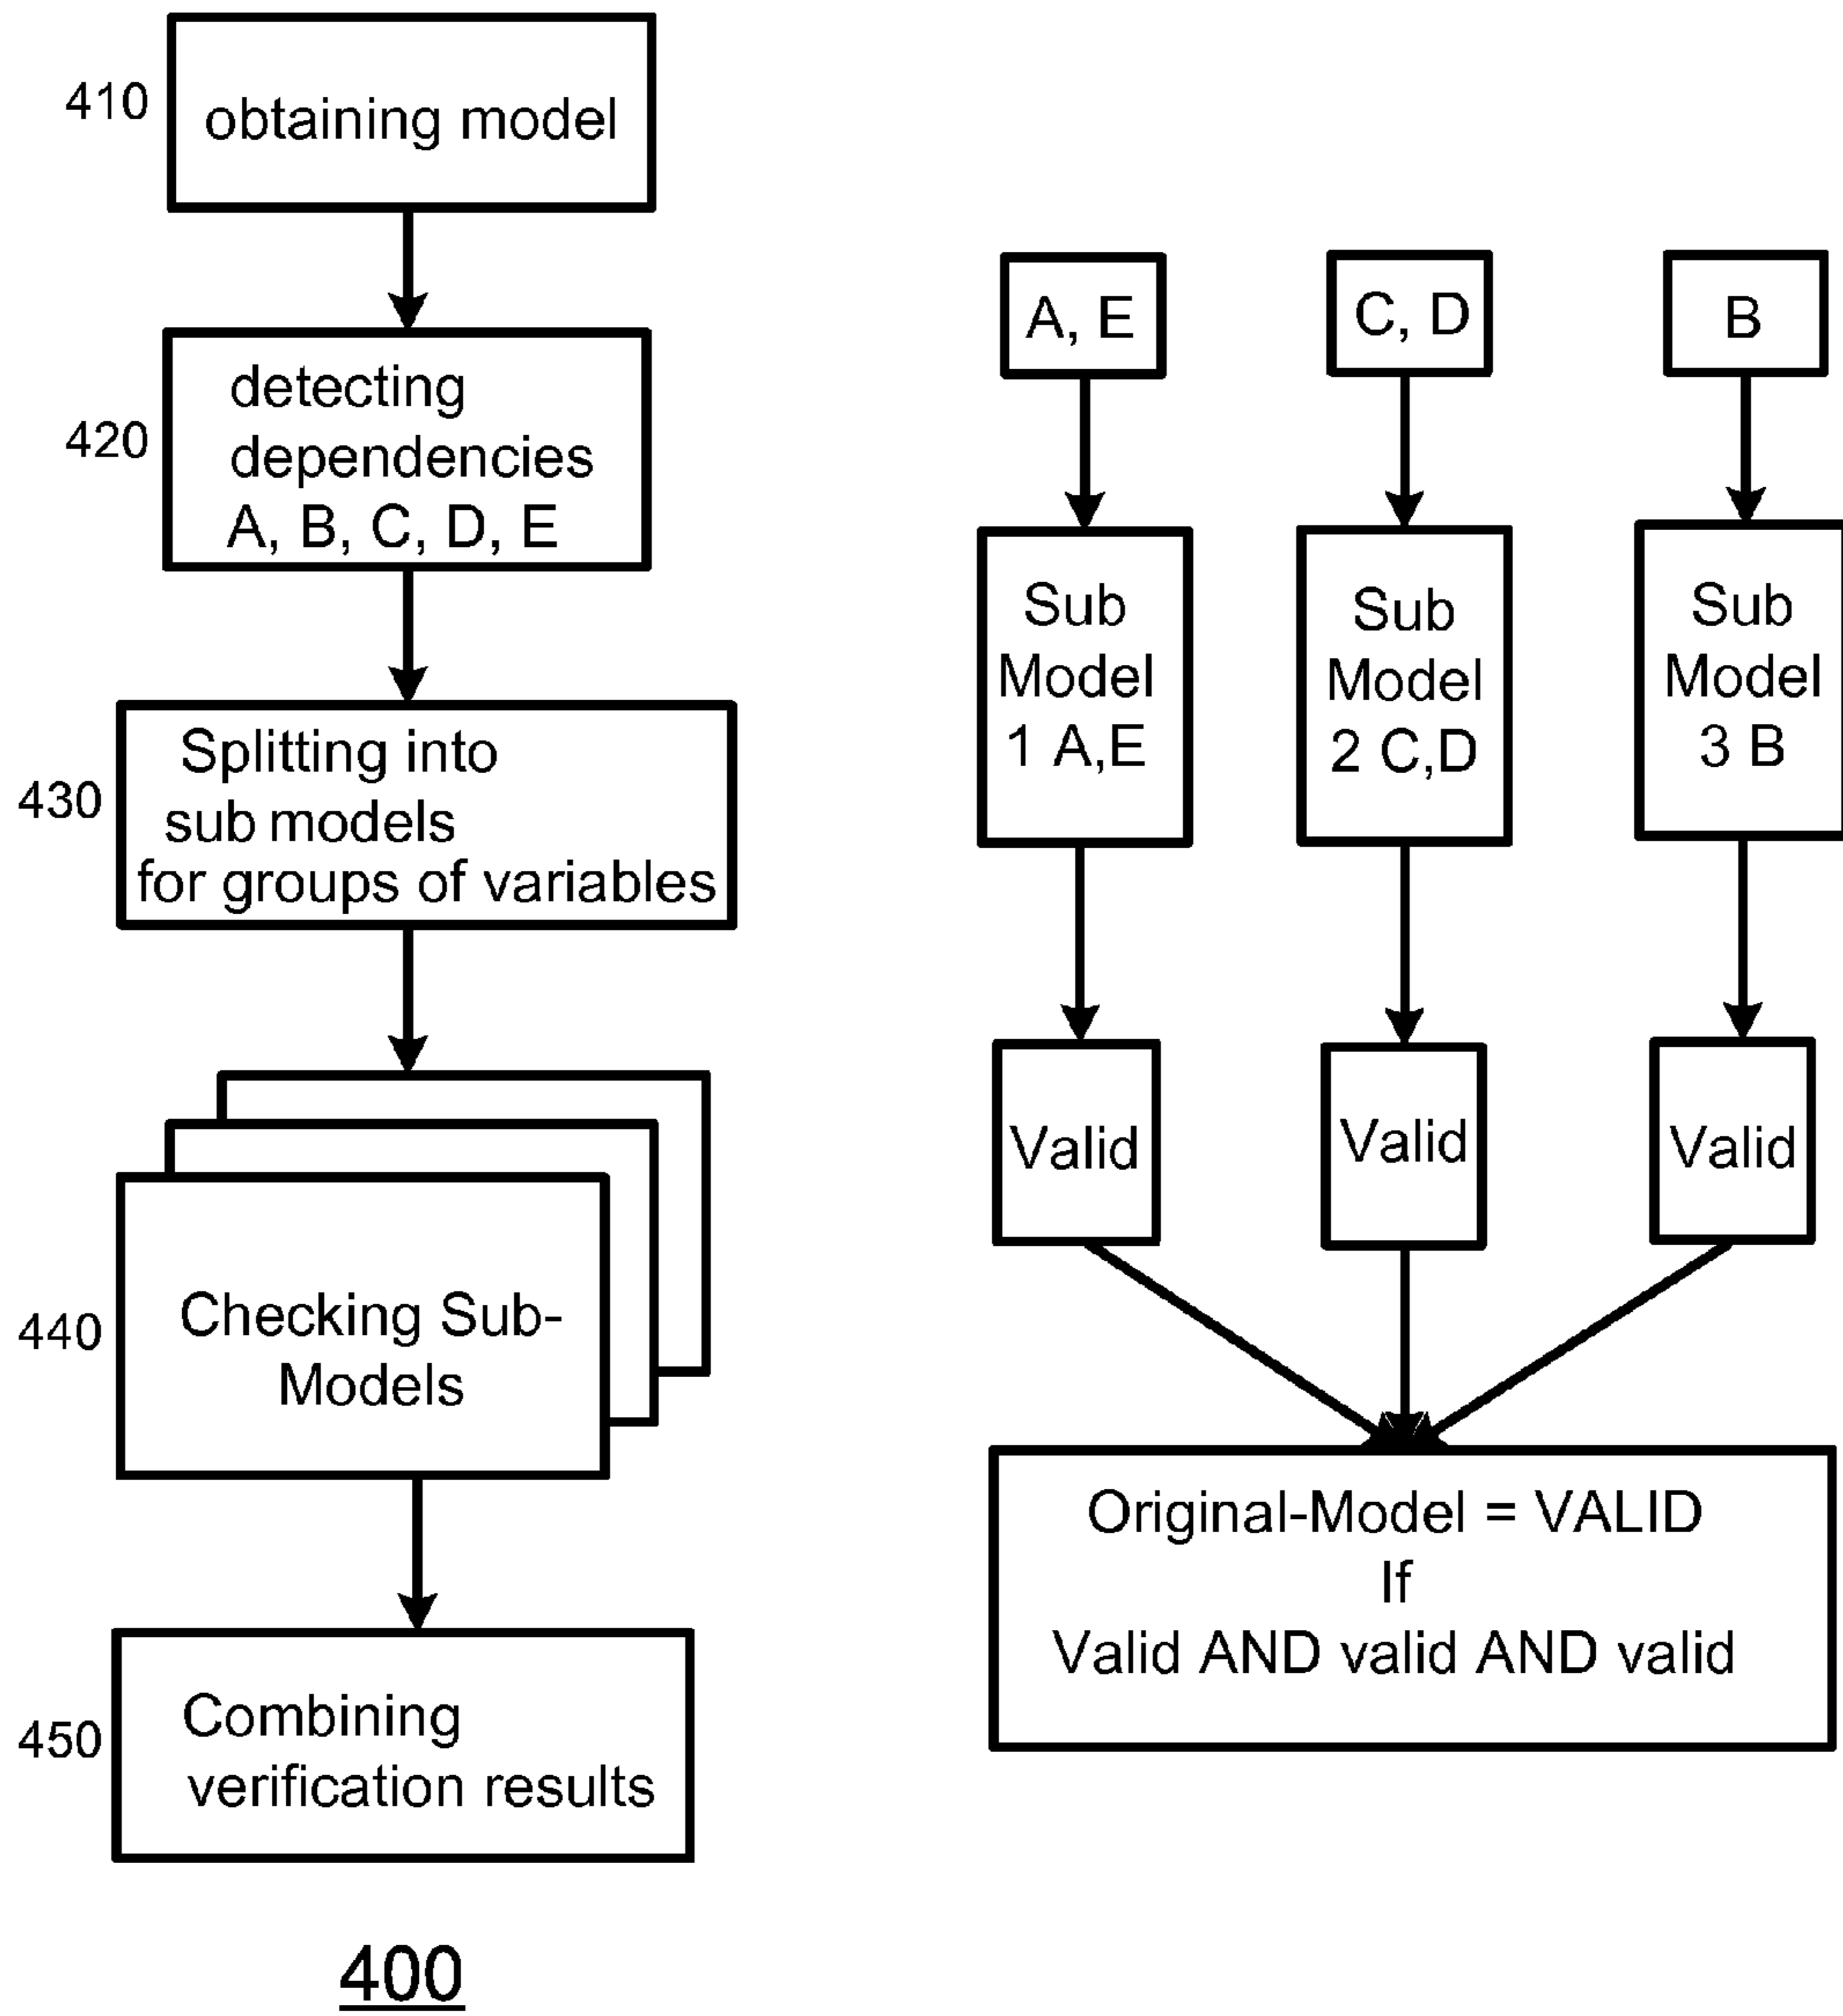 410
obtaining model
420
detecting
dependencies
A, B, C, D, E
430
Splitting into
sub models
for groups of variables
440
Checking Sub-
Models
450
Combining
verification results
400
A, E
C, D
B
Sub
Model
1 A,E
Sub
Model
2 C,D
Sub
Model
3 B
Valid
Valid
Valid
Original-Model = VALID
If
Valid AND valid AND valid